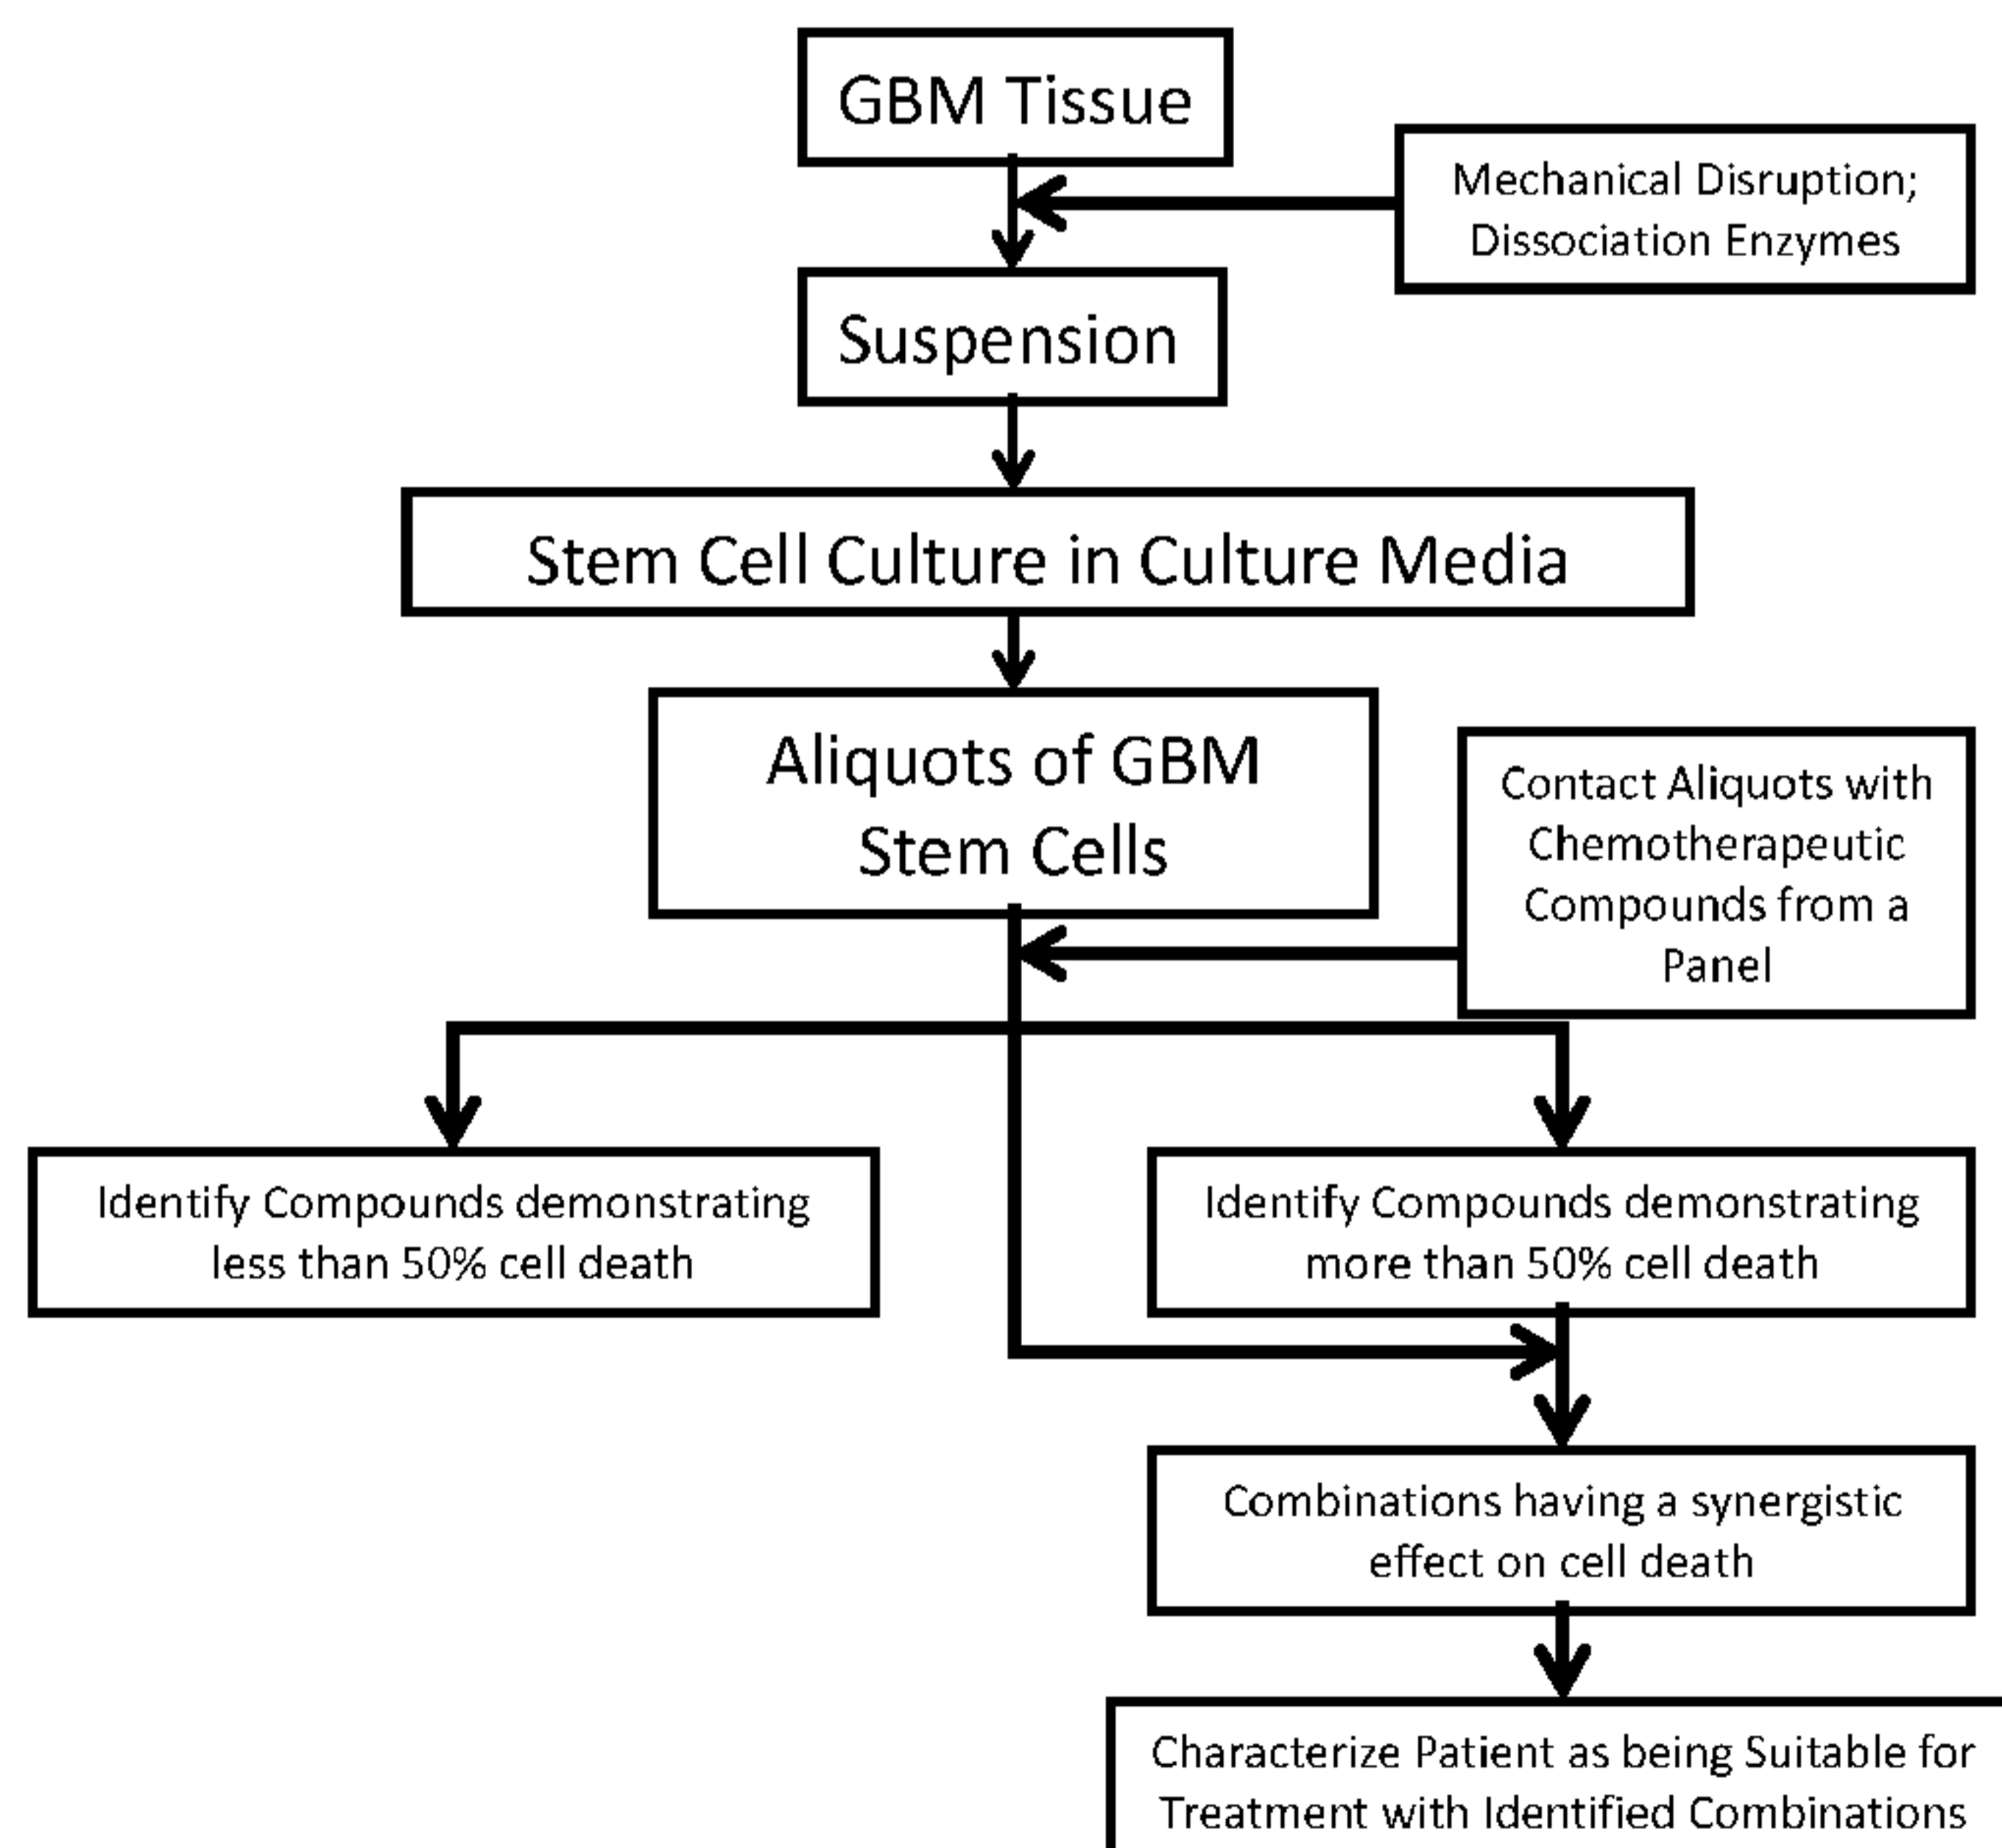 GBM Tissue
Mechanical Disruption;
Dissociation Enzymes
Suspension
Stem Cell Culture in Culture Media
Aliquots of GBM
Stem Cells
Contact Aliquots with
Chemotherapeutic
Compounds from a
Panel
Identify Compounds demonstrating
less than 50% cell death
Identify Compounds demonstrating
more than 50% cell death
Combinations having a synergistic
effect on cell death
Characterize Patient as being Suitable for
Treatment with Identified Combinations